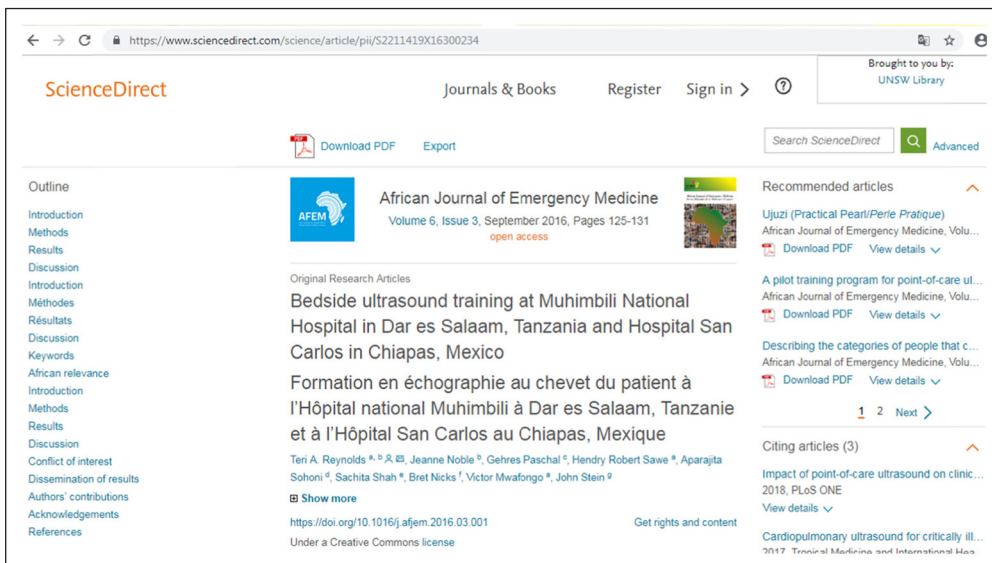 https://www.sciencedirect.com/science/article/pii/S2211419X16300234
Brought to you by:
UNSW Library
ScienceDirect
Journals & Books
Register
Sign in >
?
PDF
Download PDF
Export
Search ScienceDirect
Advanced
Outline
Introduction
Methods
Results
Discussion
Introduction
Méthodes
Résultats
Discussion
Keywords
African relevance
Introduction
Methods
Results
Discussion
Conflict of interest
Dissemination of results
Authors' contributions
Acknowledgements
References
AFEM
African Journal of Emergency Medicine
Volume 6, Issue 3, September 2016, Pages 125-131
open access
Original Research Articles
Bedside ultrasound training at Muhimbili National
Hospital in Dar es Salaam, Tanzania and Hospital San
Carlos in Chiapas, Mexico
Formation en échographie au chevet du patient à
l'Hôpital national Muhimbili à Dar es Salaam, Tanzanie
et à l'Hôpital San Carlos au Chiapas, Mexique
Teri A. Reynolds a, b, Jeanne Noble b, Gehres Paschal c, Hendry Robert Sawe a, Aparajita
Sohoni d, Sachita Shah e, Bret Nicks f, Victor Mwafongo a, John Stein g
Show more
https://doi.org/10.1016/j.afjem.2016.03.001
Get rights and content
Under a Creative Commons license
Recommended articles
Ujuzi (Practical Pearl/Perle Pratique)
African Journal of Emergency Medicine, Volu...
Download PDF View details
A pilot training program for point-of-care ul...
African Journal of Emergency Medicine, Volu...
Download PDF View details
Describing the categories of people that c...
African Journal of Emergency Medicine, Volu...
Download PDF View details
1 2 Next >
Citing articles (3)
Impact of point-of-care ultrasound on clinic...
2018, PLoS ONE
View details
Cardiopulmonary ultrasound for critically ill...
2017, Tropical Medicine and International Hea...